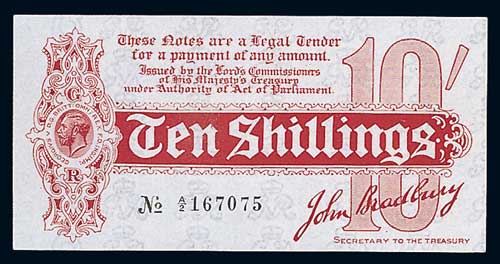 These Notes are a Legal Tender
for a payment of any amount.
Issued by the Lords Commissioners
of His Majesty's Treasury
under Authority of Act of Parliament.
10/
G
R
Ten Shillings
№ A/2 167075
John Bradbury
10
SECRETARY TO THE TREASURY